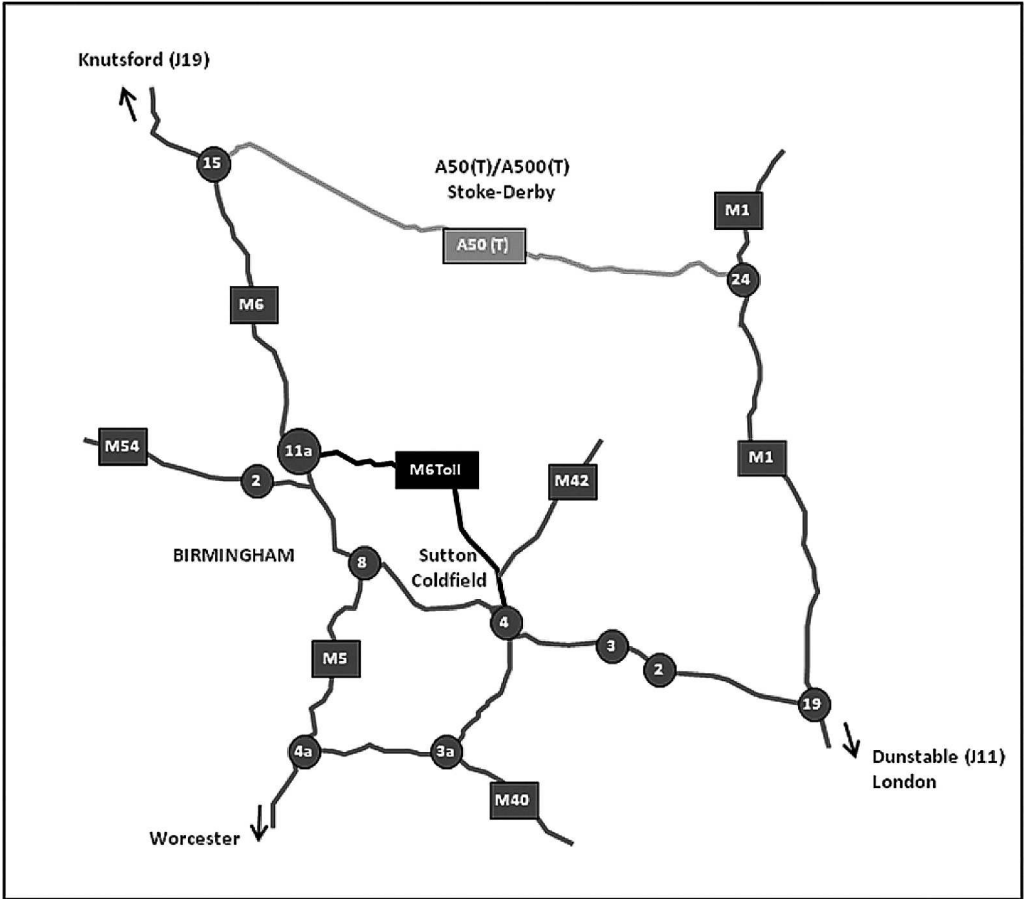 Knutsford (J19)
15
A50(T)/A500(T)
Stoke-Derby
M1
A50 (T)
24
M6
M54
11a
M6Toll
M1
2
M42
BIRMINGHAM
8
Sutton
Coldfield
4
3
M5
2
19
4a
3a
Dunstable (J11)
London
M40
Worcester